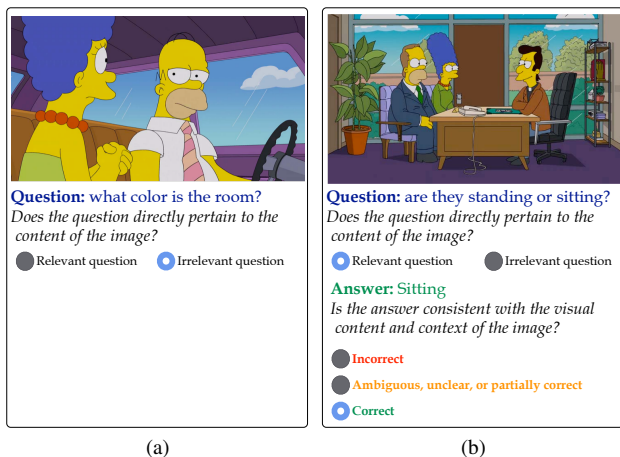 Question: what color is the room?
Does the question directly pertain to the
content of the image?
Relevant question
Irrelevant question
(a)
Question: are they standing or sitting?
Does the question directly pertain to the
content of the image?
Relevant question
Irrelevant question
Answer: Sitting
Is the answer consistent with the visual
content and context of the image?
Incorrect
Ambiguous, unclear, or partially correct
Correct
(b)